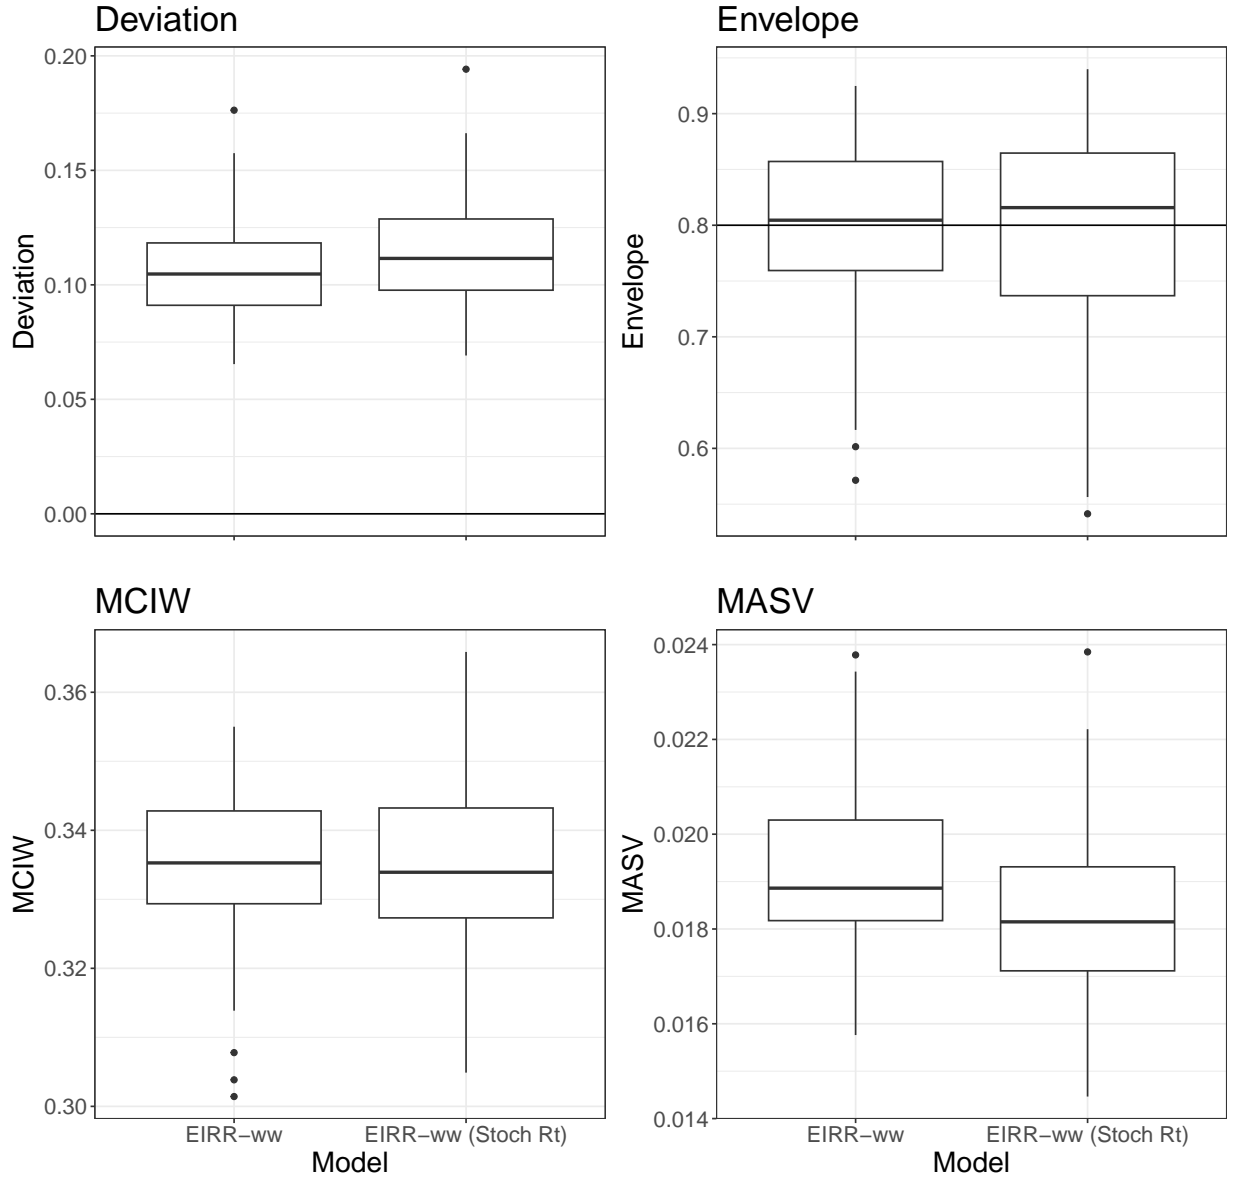 Deviation
Deviation
0.20
0.15
0.10
0.05
0.00
Envelope
Envelope
0.9
0.8
0.7
0.6
MCIW
MCIW
0.36
0.34
0.32
0.30
EIRR−ww
EIRR−ww (Stoch Rt)
Model
MASV
MASV
0.024
0.022
0.020
0.018
0.016
0.014
EIRR−ww
EIRR−ww (Stoch Rt)
Model